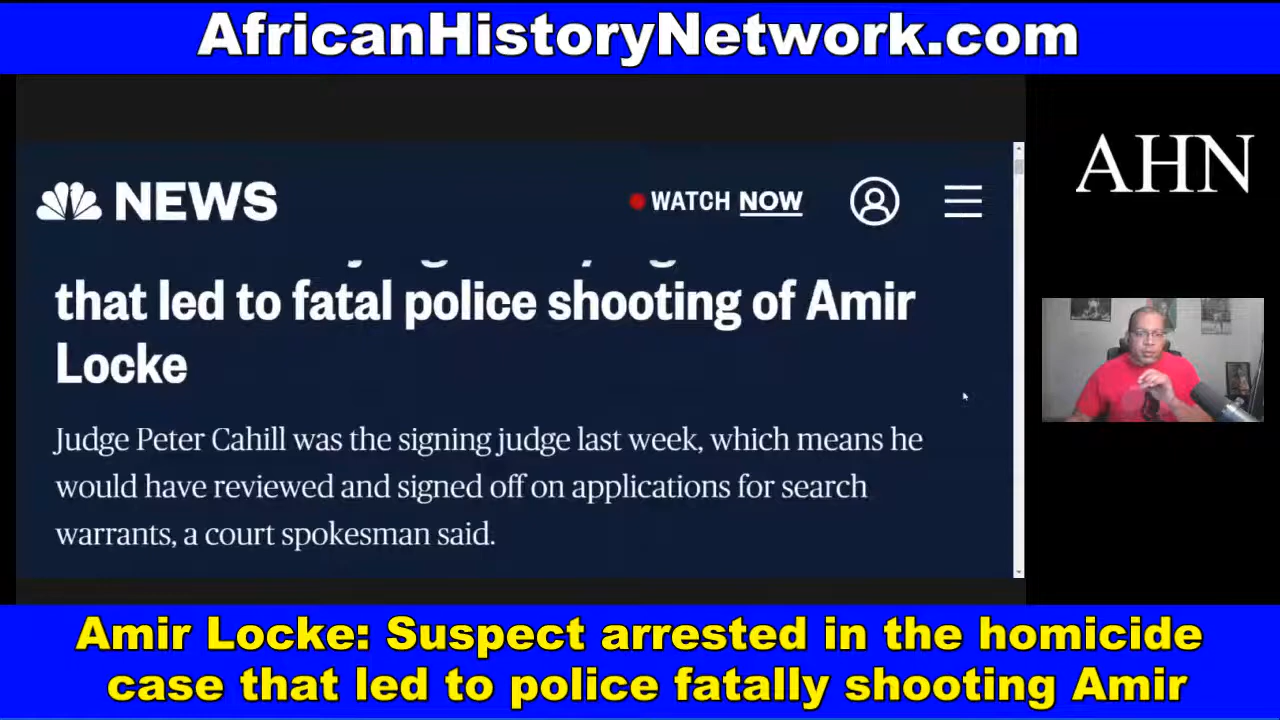 AfricanHistoryNetwork.com
AHN
NEWS
WATCH NOW
that led to fatal police shooting of Amir
Locke
Judge Peter Cahill was the signing judge last week, which means he
would have reviewed and signed off on applications for search
warrants, a court spokesman said.
Amir Locke: Suspect arrested in the homicide
case that led to police fatally shooting Amir